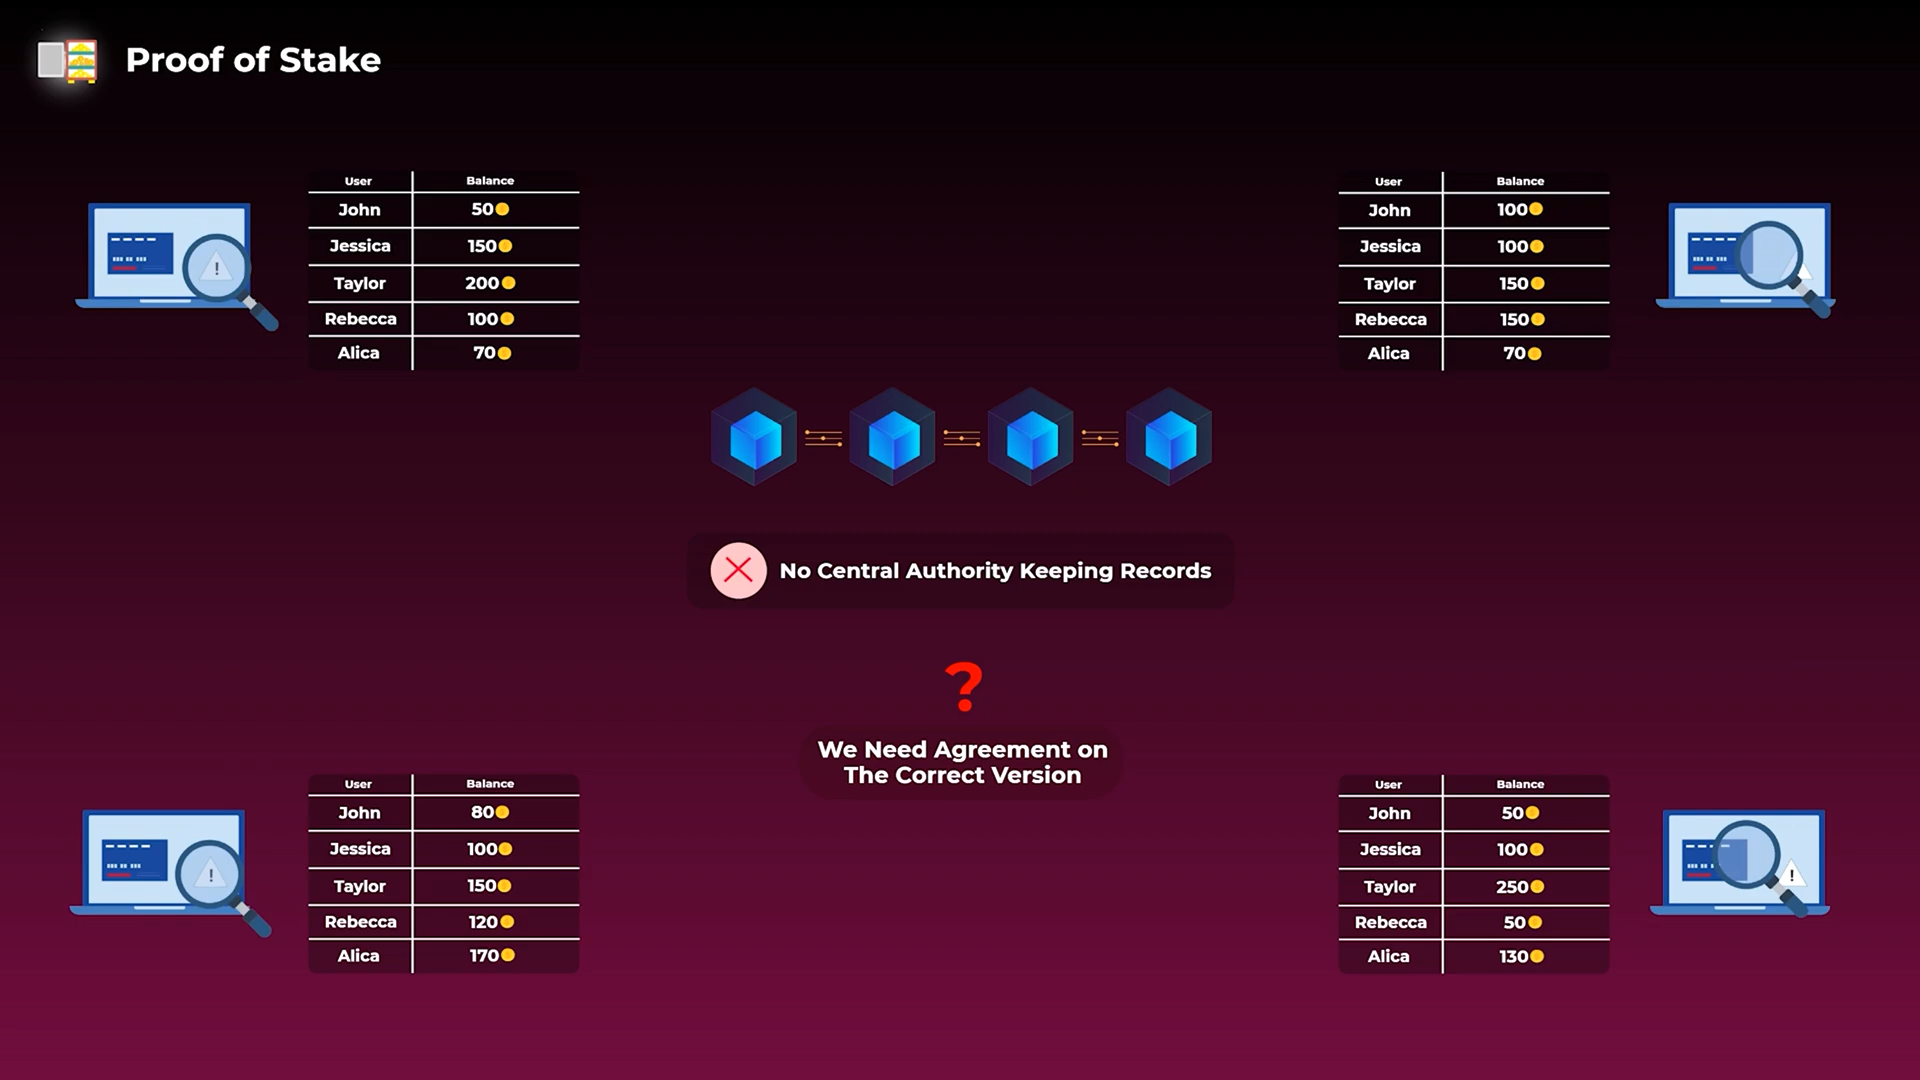 Proof of Stake
User Balance
John 50
Jessica 150
Taylor 200
Rebecca 100
Alica 70
User Balance
John 100
Jessica 100
Taylor 150
Rebecca 150
Alica 70
No Central Authority Keeping Records
?
We Need Agreement on
The Correct Version
User Balance
John 80
Jessica 100
Taylor 150
Rebecca 120
Alica 170
User Balance
John 50
Jessica 100
Taylor 250
Rebecca 50
Alica 130